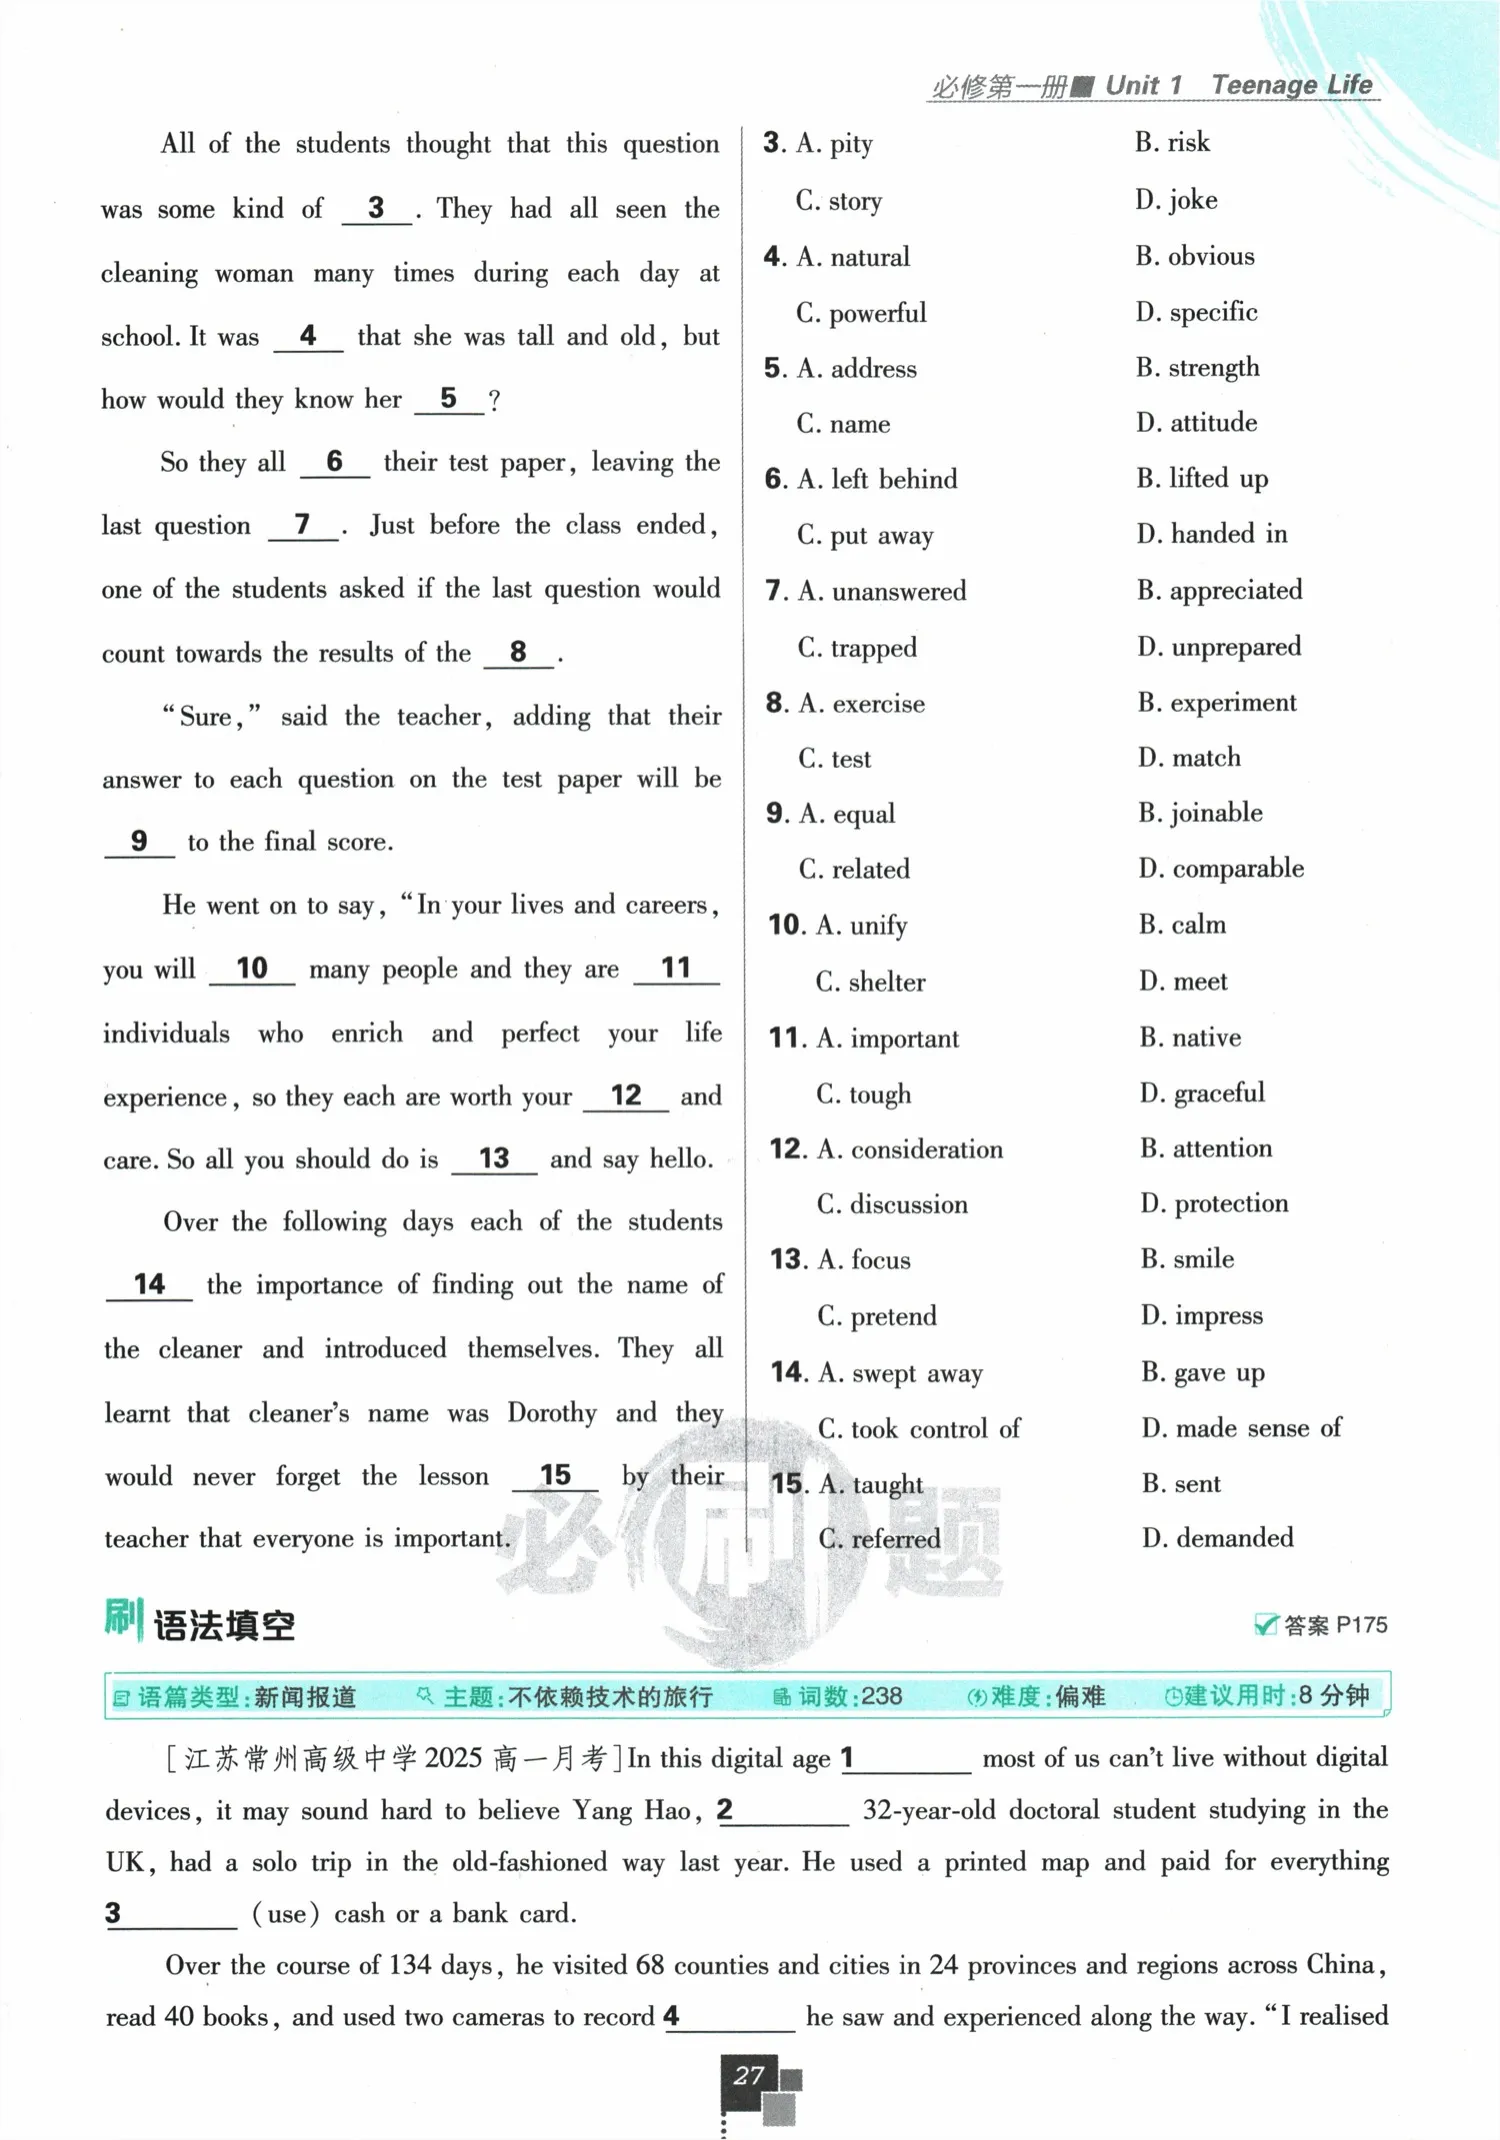 必修第一册 Unit 1 Teenage Life
All of the students thought that this question
was some kind of 3 . They had all seen the
cleaning woman many times during each day at
school. It was 4 that she was tall and old, but
how would they know her 5 ?
So they all 6 their test paper, leaving the
last question 7 . Just before the class ended,
one of the students asked if the last question would
count towards the results of the 8 .
“Sure,” said the teacher, adding that their
answer to each question on the test paper will be
9 to the final score.
He went on to say, “In your lives and careers,
you will 10 many people and they are 11
individuals who enrich and perfect your life
experience, so they each are worth your 12 and
care. So all you should do is 13 and say hello.
Over the following days each of the students
14 the importance of finding out the name of
the cleaner and introduced themselves. They all
learnt that cleaner’s name was Dorothy and they
would never forget the lesson 15 by their
teacher that everyone is important.
3. A. pity B. risk
C. story D. joke
4. A. natural B. obvious
C. powerful D. specific
5. A. address B. strength
C. name D. attitude
6. A. left behind B. lifted up
C. put away D. handed in
7. A. unanswered B. appreciated
C. trapped D. unprepared
8. A. exercise B. experiment
C. test D. match
9. A. equal B. joinable
C. related D. comparable
10. A. unify B. calm
C. shelter D. meet
11. A. important B. native
C. tough D. graceful
12. A. consideration B. attention
C. discussion D. protection
13. A. focus B. smile
C. pretend D. impress
14. A. swept away B. gave up
C. took control of D. made sense of
15. A. taught B. sent
C. referred D. demanded
必刷题
刷 语法填空 答案 P175
语篇类型:新闻报道 主题:不依赖技术的旅行 词数:238 难度:偏难 建议用时:8 分钟
[江苏常州高级中学2025高一月考]In this digital age 1 most of us can’t live without digital
devices, it may sound hard to believe Yang Hao, 2 32-year-old doctoral student studying in the
UK, had a solo trip in the old-fashioned way last year. He used a printed map and paid for everything
3 (use) cash or a bank card.
Over the course of 134 days, he visited 68 counties and cities in 24 provinces and regions across China,
read 40 books, and used two cameras to record 4 he saw and experienced along the way. “I realised
27